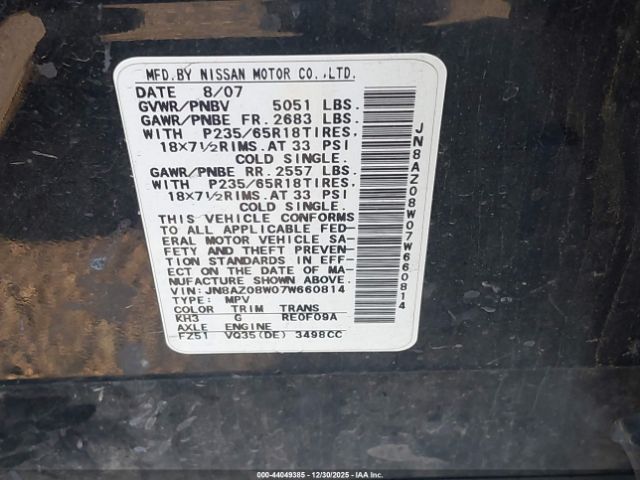 MFD.BY NISSAN MOTOR CO.,LTD.
DATE 8/07
GVWR/PNBV 5051 LBS.
GAWR/PNBE FR. 2683 LBS.
WITH P235/65R18TIRES,
18X7½RIMS.AT 33 PSI
COLD SINGLE.
GAWR/PNBE RR. 2557 LBS.
WITH P235/65R18TIRES,
18X7½RIMS.AT 33 PSI
COLD SINGLE.
THIS VEHICLE CONFORMS
TO ALL APPLICABLE FED-
ERAL MOTOR VEHICLE SA-
FETY AND THEFT PREVEN-
TION STANDARDS IN EFF-
ECT ON THE DATE OF MA-
NUFACTURE SHOWN ABOVE.
VIN: JN8AZ08W07W660814
TYPE: MPV
COLOR TRIM TRANS
KH3 G RE0F09A
AXLE ENGINE
FZ51 VQ35(DE) 3498CC
JN8AZ08W07W660814
000-44049385 - 12/30/2025 - IAA Inc.